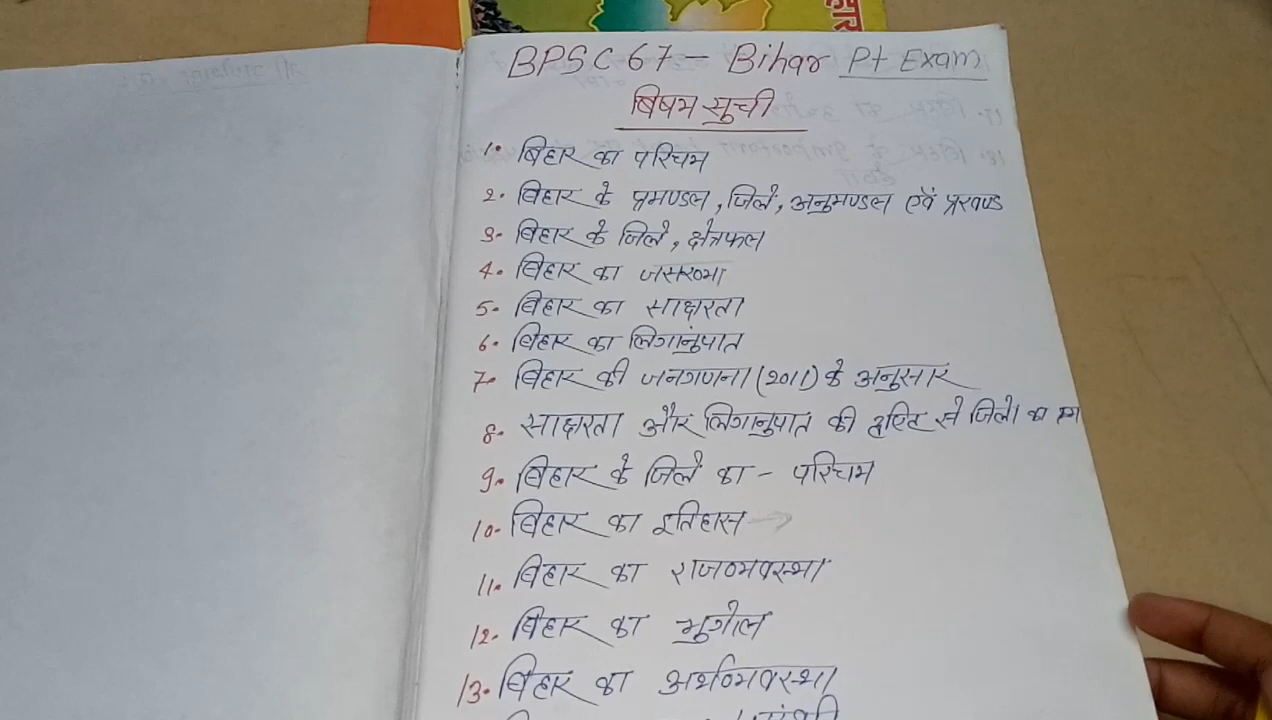 हार
BPSC 67 - Bihar Pt Exam
बिषय सुची
1. बिहार का परिचय
2. बिहार के प्रमण्डल, जिले, अनुमण्डल एवं प्रखण्ड
3. बिहार के जिले, क्षेत्रफल
4. बिहार का जसंख्या
5. बिहार का साक्षरता
6. बिहार का लिगानुंपात
7. बिहार की जनगणना (2011) के अनुसार
8. साक्षरता और लिगानुपात की दृष्टि से जिलो का क्रम
9. बिहार के जिले का - परिचय
10. बिहार का इतिहास
11. बिहार का राजव्यवस्था
12. बिहार का भुगोल
13. बिहार का अर्थव्यवस्था